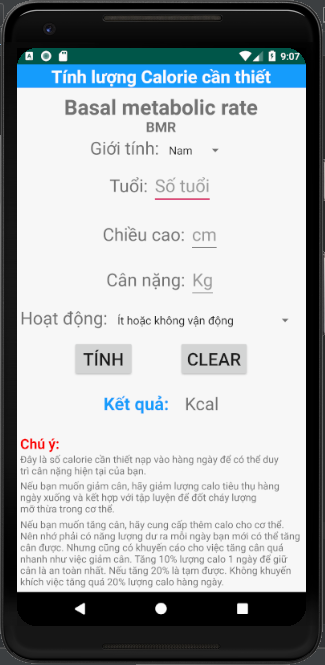 9:07
Tính lượng Calorie cần thiết
Basal metabolic rate
BMR
Giới tính: Nam
Tuổi: Số tuổi
Chiều cao: cm
Cân nặng: Kg
Hoạt động: Ít hoặc không vận động
TÍNH CLEAR
Kết quả: Kcal
Chú ý:
Đây là số calorie cần thiết nạp vào hàng ngày để có thể duy
trì cân nặng hiện tại của bạn.
Nếu bạn muốn giảm cân, hãy giảm lượng calo tiêu thụ hàng
ngày xuống và kết hợp với tập luyện để đốt cháy lượng
mỡ thừa trong cơ thể.
Nếu bạn muốn tăng cân, hãy cung cấp thêm calo cho cơ thể.
Nên nhớ phải có năng lượng dư ra mỗi ngày bạn mới có thể tăng
cân được. Nhưng cũng có khuyến cáo cho việc tăng cân quá
nhanh như việc giảm cân. Tăng 10% lượng calo 1 ngày để giữ
cân là an toàn nhất. Nếu tăng 20% là tạm được. Không khuyến
khích việc tăng quá 20% lượng calo hàng ngày.